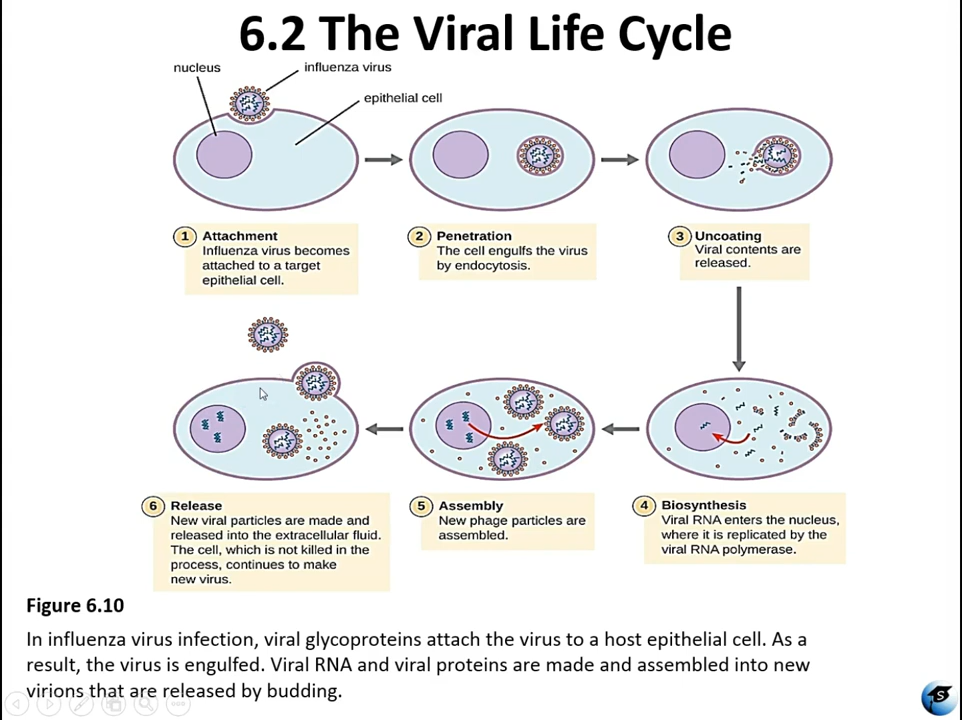 6.2 The Viral Life Cycle
nucleus
influenza virus
epithelial cell
1 Attachment
Influenza virus becomes
attached to a target
epithelial cell.
2 Penetration
The cell engulfs the virus
by endocytosis.
3 Uncoating
Viral contents are
released.
6 Release
New viral particles are made and
released into the extracellular fluid.
The cell, which is not killed in the
process, continues to make
new virus.
5 Assembly
New phage particles are
assembled.
4 Biosynthesis
Viral RNA enters the nucleus,
where it is replicated by the
viral RNA polymerase.
Figure 6.10
In influenza virus infection, viral glycoproteins attach the virus to a host epithelial cell. As a
result, the virus is engulfed. Viral RNA and viral proteins are made and assembled into new
virions that are released by budding.
S